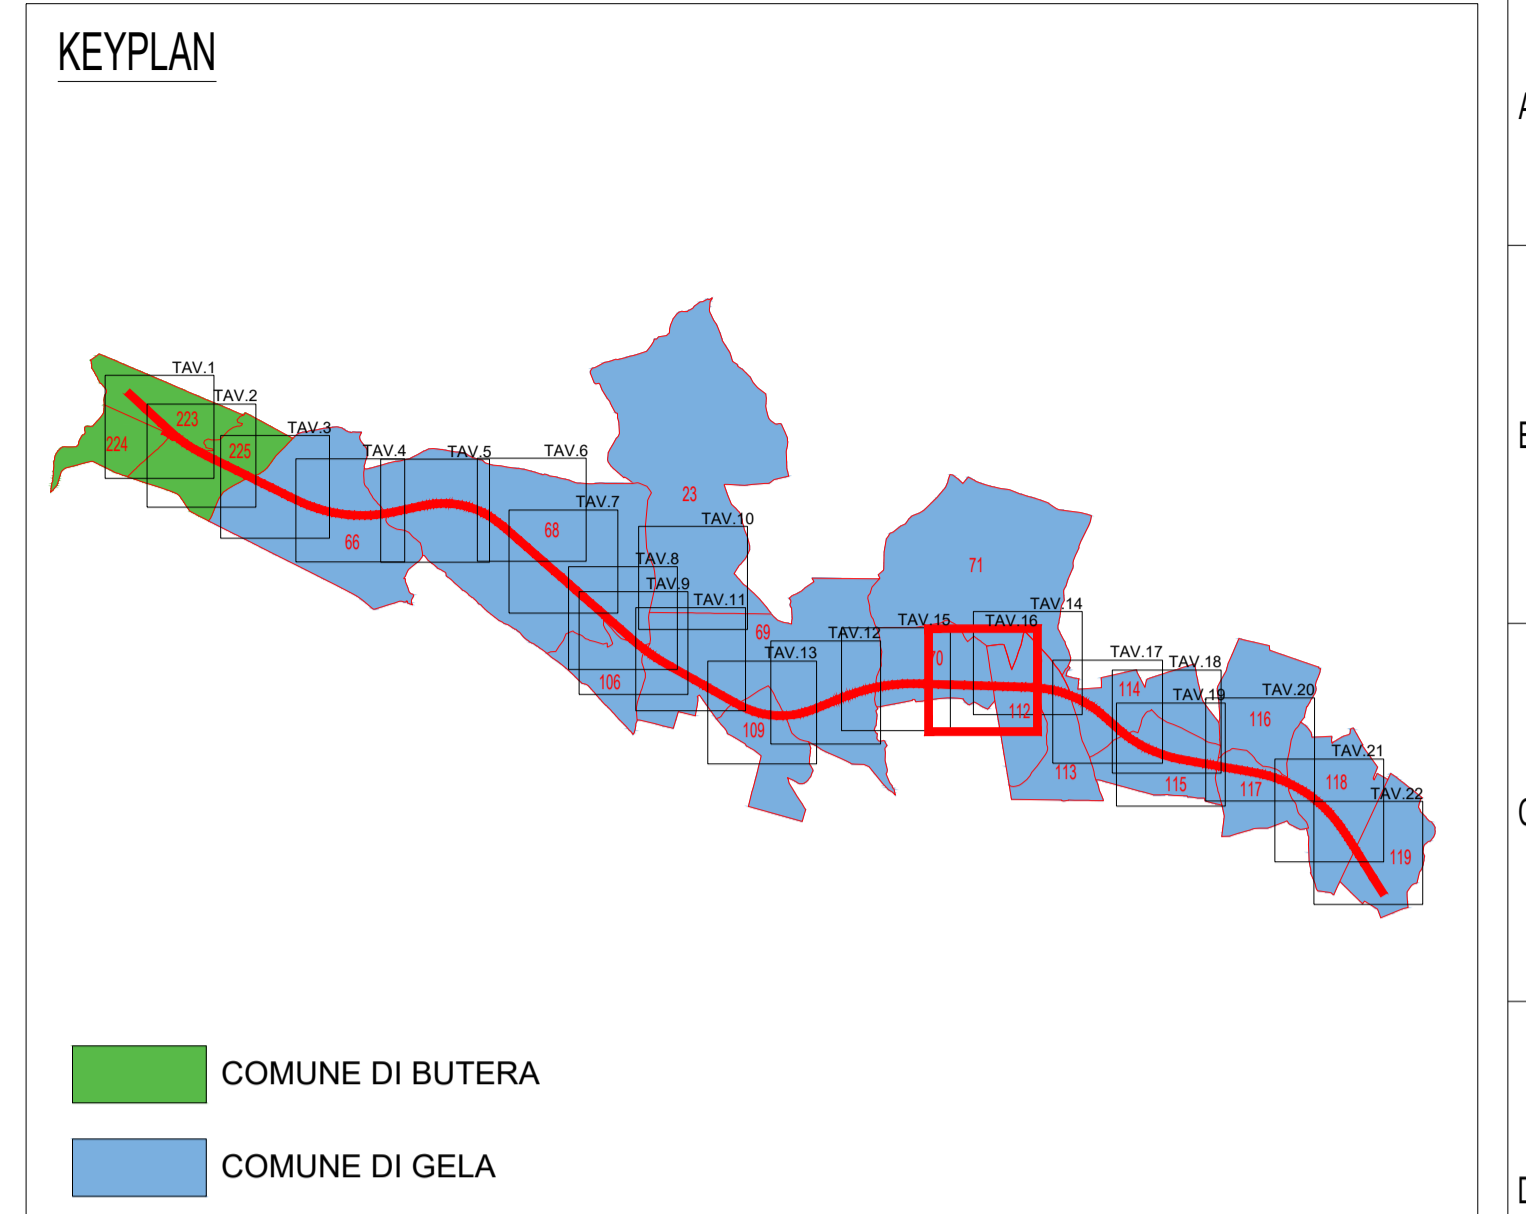 KEYPLAN
A
B
C
D
TAV.1
TAV.2
TAV.3
TAV.4
TAV.5
TAV.6
TAV.7
TAV.8
TAV.9
TAV.10
TAV.11
TAV.12
TAV.13
TAV.15
TAV.14
TAV.16
TAV.17
TAV.18
TAV.19
TAV.20
TAV.21
TAV.22
223
224
225
66
68
23
106
69
109
71
70
112
113
114
115
116
117
118
119
COMUNE DI BUTERA
COMUNE DI GELA